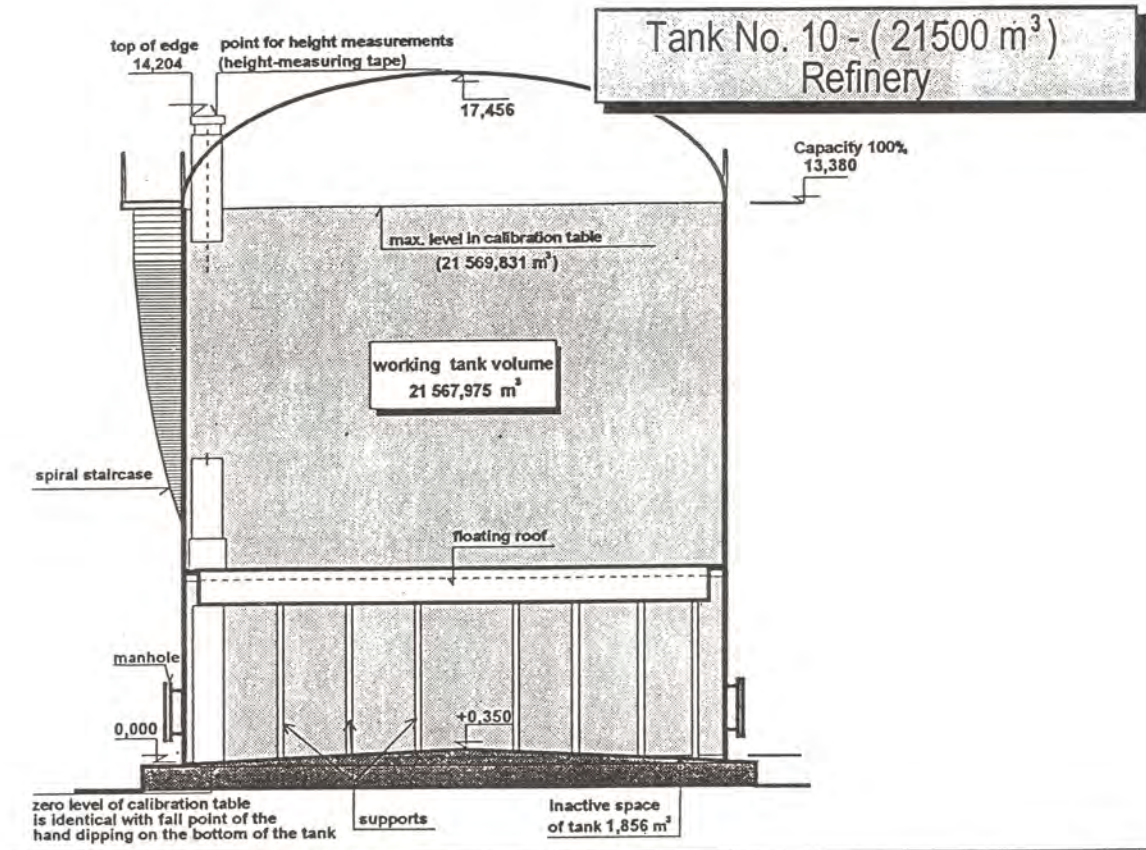 Tank No. 10 - ( 21500 m³ )
Refinery
top of edge
14,204
point for height measurements
(height-measuring tape)
17,456
Capacity 100%
13,380
max. level in calibration table
(21 569,831 m³)
working tank volume
21 567,975 m³
spiral staircase
floating roof
manhole
0,000
+0,350
zero level of calibration table
is identical with fall point of the
hand dipping on the bottom of the tank
supports
Inactive space
of tank 1,856 m³